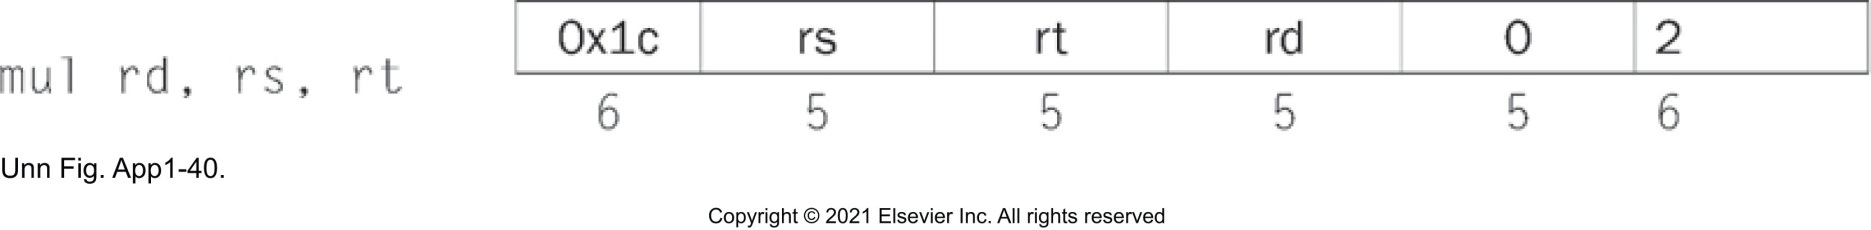 0x1c rs rt rd 0 2
mul rd, rs, rt
6 5 5 5 5 6
Unn Fig. App1-40.
Copyright © 2021 Elsevier Inc. All rights reserved